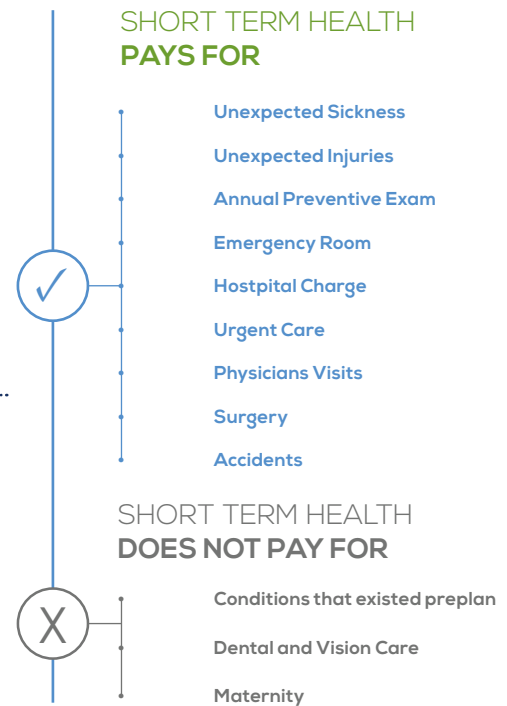 SHORT TERM HEALTH
PAYS FOR
Unexpected Sickness
Unexpected Injuries
Annual Preventive Exam
Emergency Room
✓
Hostpital Charge
Urgent Care
Physicians Visits
..
Surgery
Accidents
SHORT TERM HEALTH
DOES NOT PAY FOR
Conditions that existed preplan
X
Dental and Vision Care
Maternity